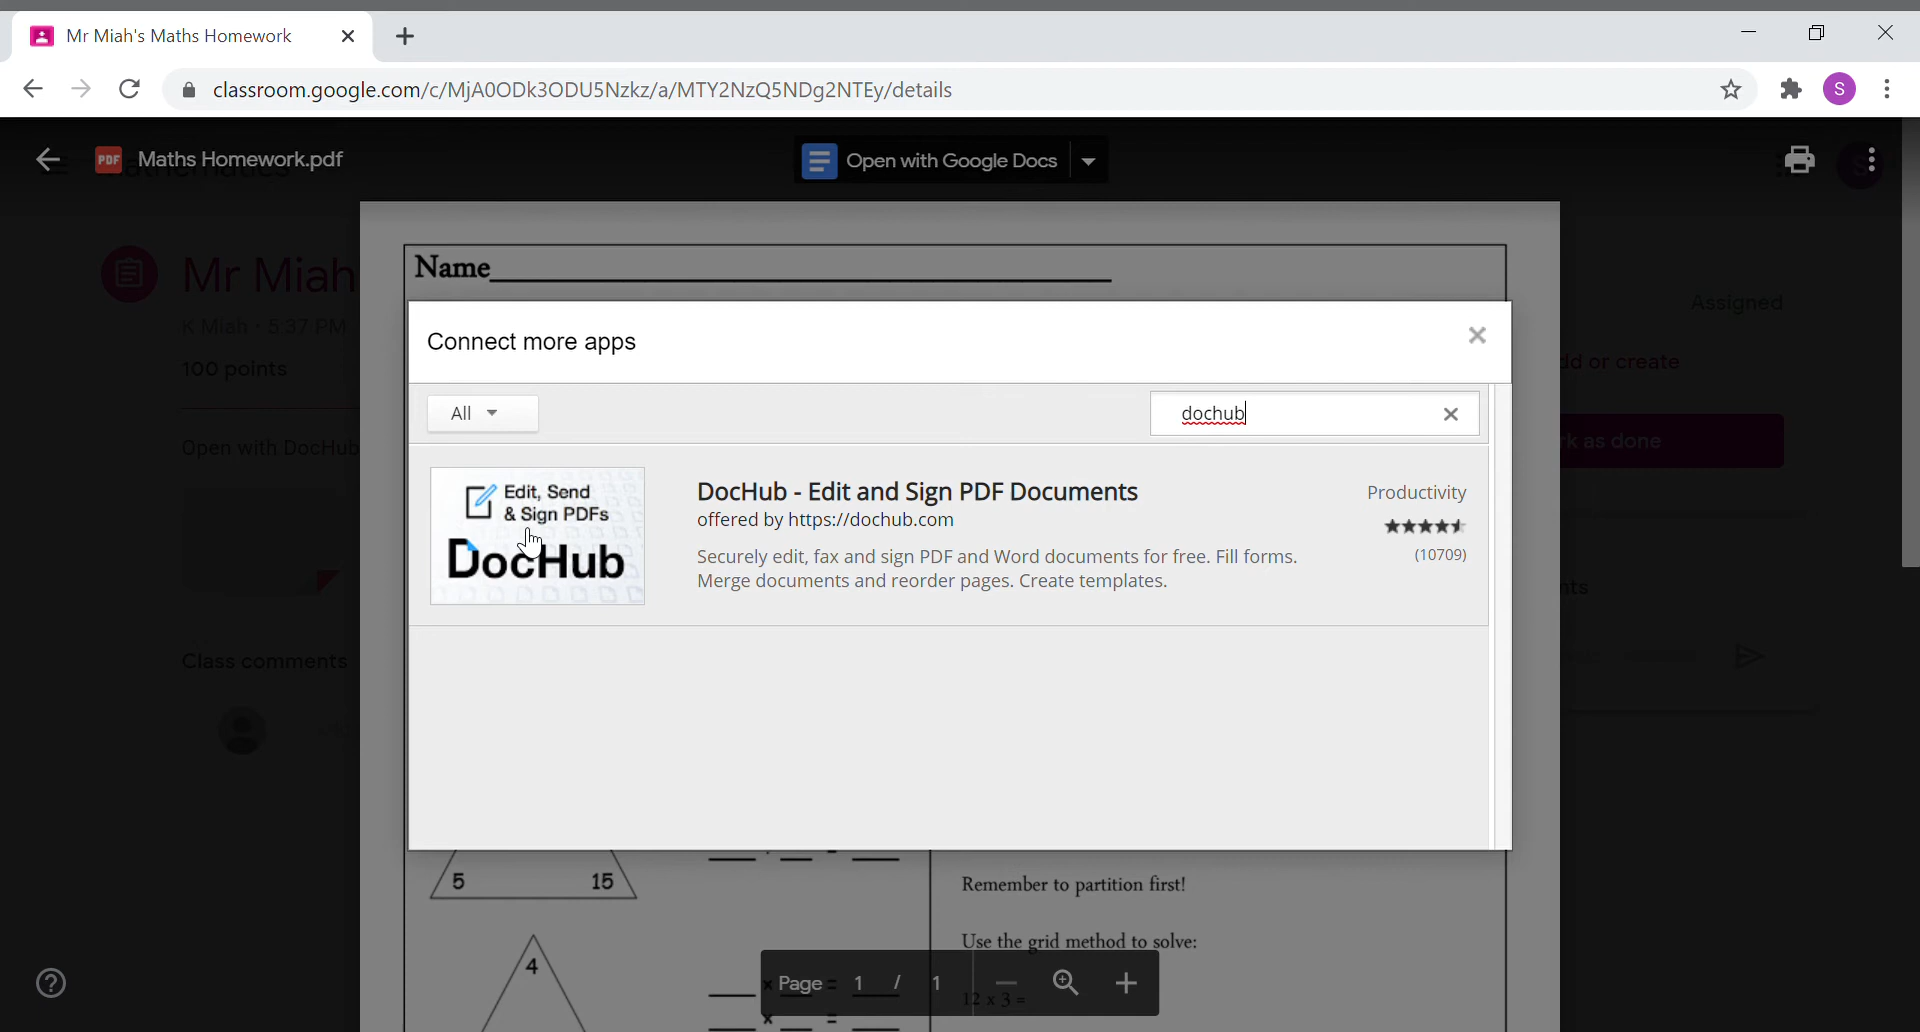 Mr Miah's Maths Homework
classroom.google.com/c/MjA0ODk3ODU5Nzkz/a/MTY2NzQ5NDg2NTEy/details
S
PDF Maths Homework.pdf
Open with Google Docs
Name
Mr Miah
K Miah · 5:37 PM
100 points
Open with DocHub
Class comments
Assigned
dd or create
rk as done
nts
Connect more apps
All
dochub
Edit, Send
& Sign PDFs
DocHub
DocHub - Edit and Sign PDF Documents
offered by https://dochub.com
Securely edit, fax and sign PDF and Word documents for free. Fill forms.
Merge documents and reorder pages. Create templates.
Productivity
(10709)
5 15
4
x =
x =
Remember to partition first!
Use the grid method to solve:
12 x 3 =
Page 1 / 1